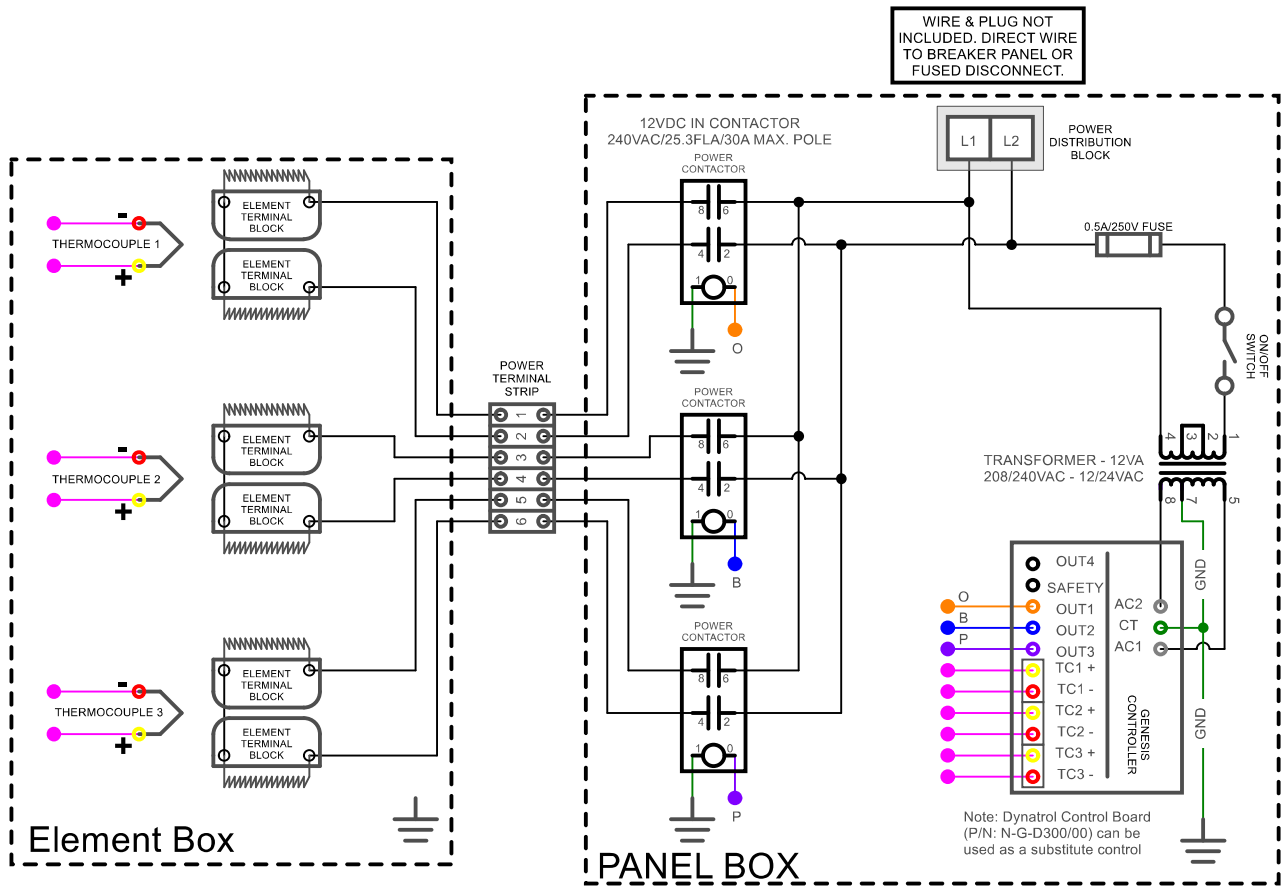 WIRE & PLUG NOT
INCLUDED. DIRECT WIRE
TO BREAKER PANEL OR
FUSED DISCONNECT.
12VDC IN CONTACTOR
240VAC/25.3FLA/30A MAX. POLE
POWER
CONTACTOR
8 6
4 2
1 0
O
L1 L2
POWER
DISTRIBUTION
BLOCK
0.5A/250V FUSE
ON/OFF
SWITCH
- THERMOCOUPLE 1 +
ELEMENT
TERMINAL
BLOCK
ELEMENT
TERMINAL
BLOCK
POWER
TERMINAL
STRIP
1
2
3
4
5
6
POWER
CONTACTOR
8 6
4 2
1 0
B
- THERMOCOUPLE 2 +
ELEMENT
TERMINAL
BLOCK
ELEMENT
TERMINAL
BLOCK
4 3 2 1
TRANSFORMER - 12VA
208/240VAC - 12/24VAC
8 7 5
GND
POWER
CONTACTOR
8 6
4 2
1 0
P
- THERMOCOUPLE 3 +
ELEMENT
TERMINAL
BLOCK
ELEMENT
TERMINAL
BLOCK
OUT4
SAFETY
O OUT1
B OUT2
P OUT3
TC1 +
TC1 -
TC2 +
TC2 -
TC3 +
TC3 -
AC2
CT
AC1
GENESIS
CONTROLLER
GND
Note: Dynatrol Control Board
(P/N: N-G-D300/00) can be
used as a substitute control
Element Box
PANEL BOX